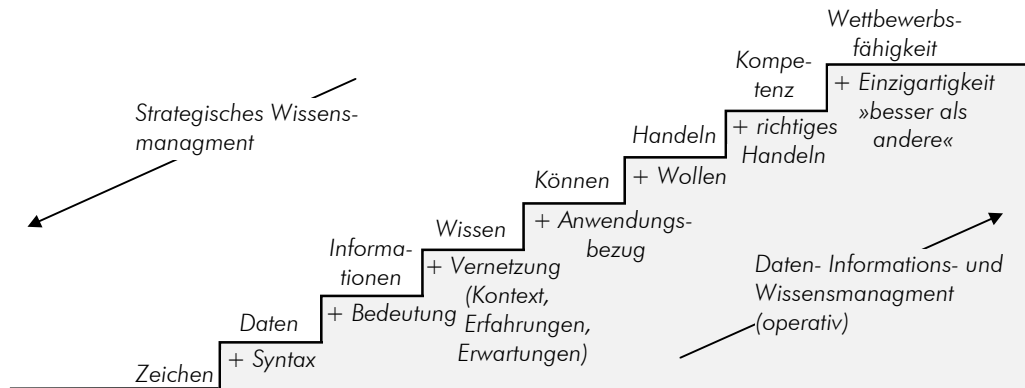 Wettbewerbs-
fähigkeit
+ Einzigartigkeit
»besser als
andere«
Kompe-
tenz
+ richtiges
Handeln
Strategisches Wissens-
managment
Handeln
+ Wollen
Können
+ Anwendungs-
bezug
Wissen
+ Vernetzung
(Kontext,
Erfahrungen,
Erwartungen)
Informa-
tionen
+ Bedeutung
Daten- Informations- und
Wissensmanagment
(operativ)
Daten
+ Syntax
Zeichen